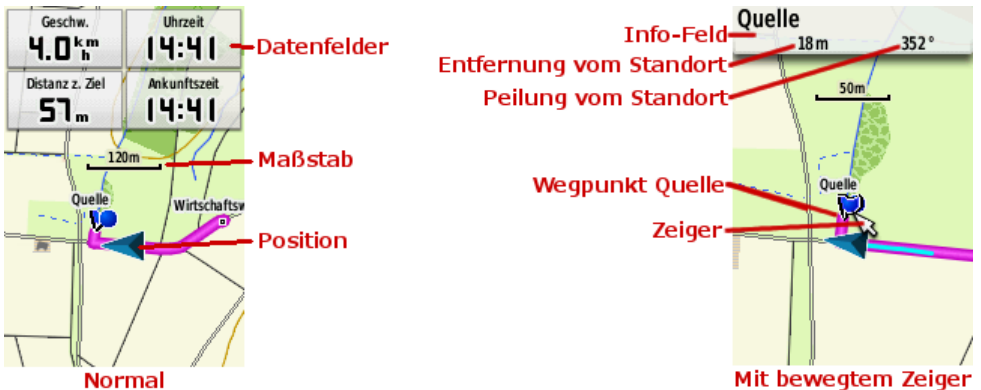 Geschw.
4.0 km/h
Uhrzeit
14:41
Distanz z. Ziel
57 m
Ankunftszeit
14:41
Datenfelder
120m
Maßstab
Quelle
Wirtschaftsw
Position
Normal
Quelle
18m
352°
Info-Feld
Entfernung vom Standort
Peilung vom Standort
50m
Quelle
Wegpunkt Quelle
Zeiger
Mit bewegtem Zeiger